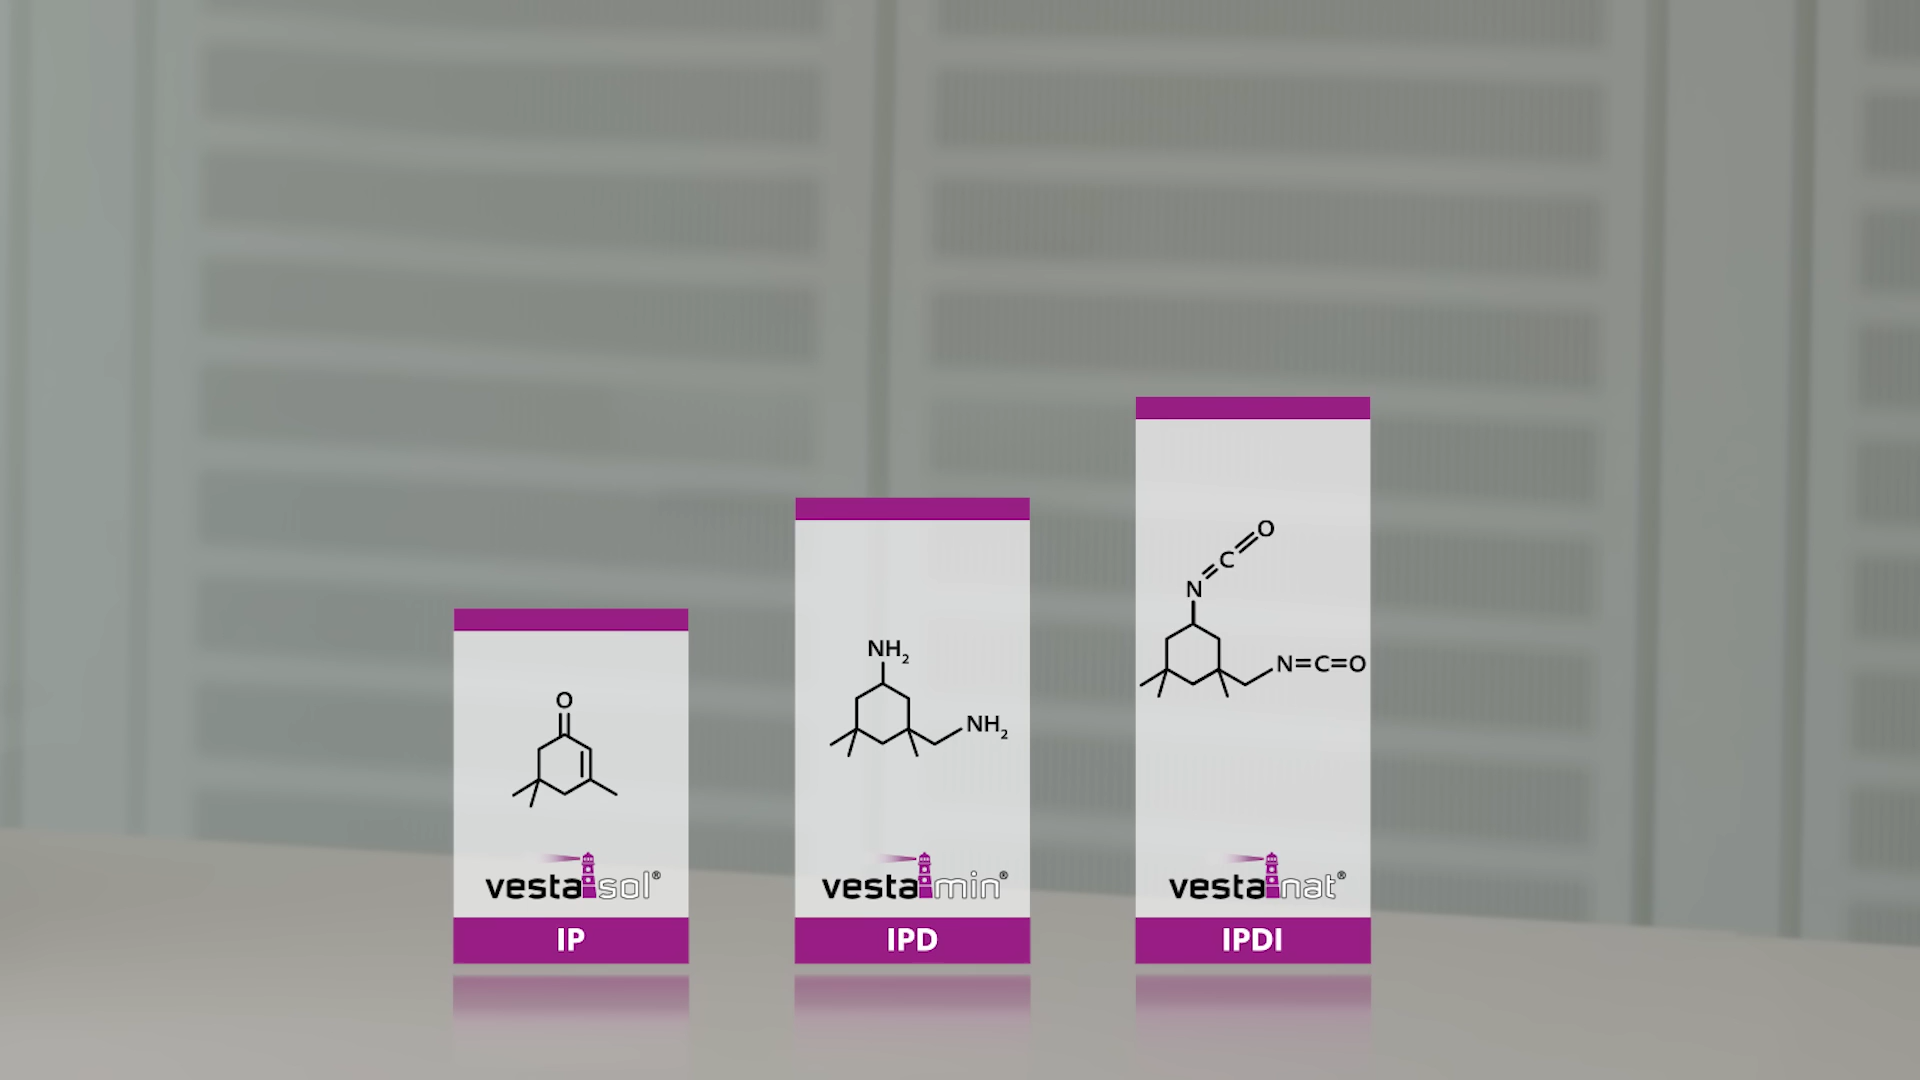 O
vestasol®
IP
NH₂
NH₂
vestamin®
IPD
O
C
N
N=C=O
vestanat®
IPDI